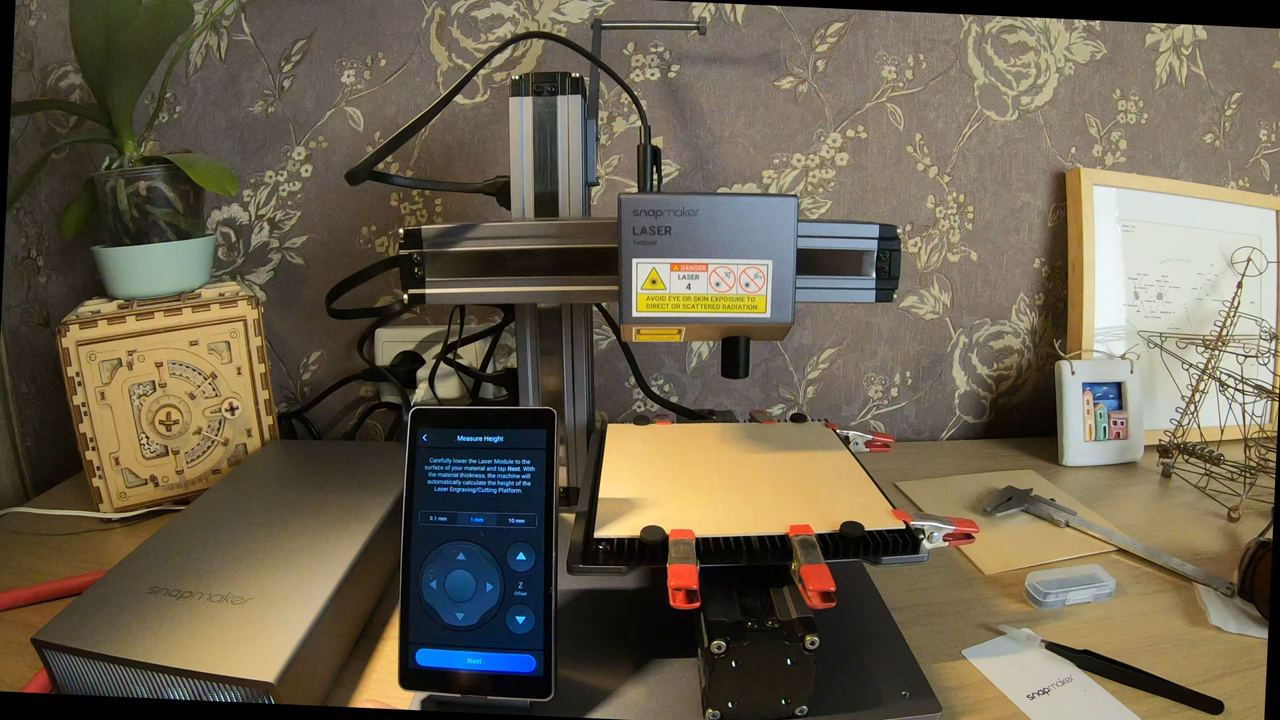 snapmaker
LASER
1600mW
DANGER
LASER
4
AVOID EYE OR SKIN EXPOSURE TO
DIRECT OR SCATTERED RADIATION
Measure Height
Carefully lower the Laser Module to the
surface of your material and tap Next. With
the material thickness, the machine will
automatically calculate the height of the
Laser Engraving/Cutting Platform.
0.1 mm
1 mm
10 mm
Z
Offset
Next
snapmaker
snapmaker